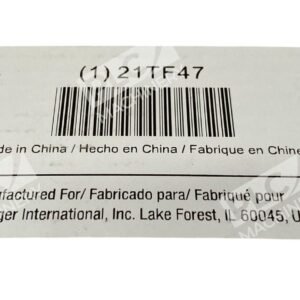 (1) 21TF47
de in China / Hecho en China / Fabrique en Chine
ufactured For/ Fabricado para/ Fabriqué pour
ger International, Inc. Lake Forest, IL 60045, U